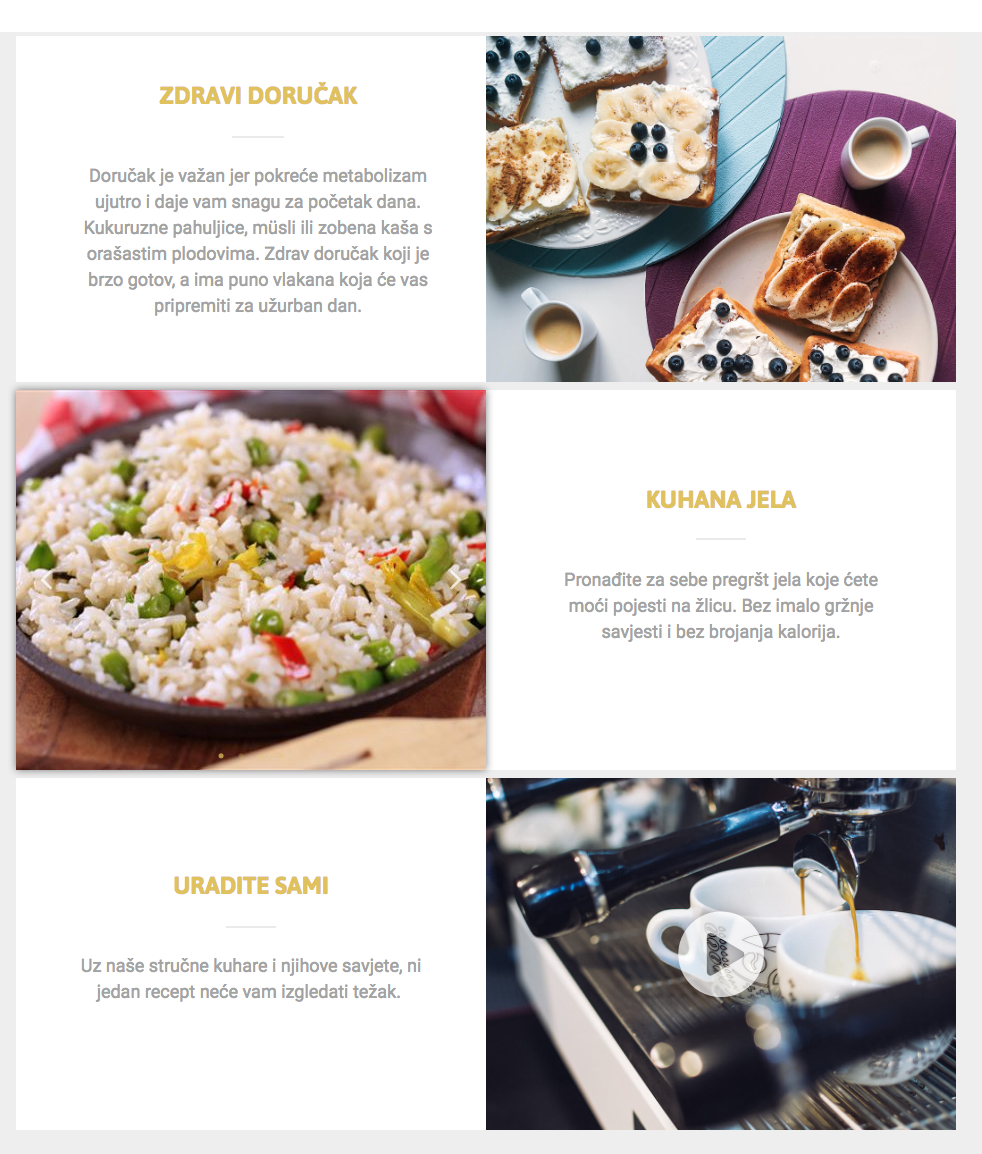 ZDRAVI DORUČAK
Doručak je važan jer pokreće metabolizam
ujutro i daje vam snagu za početak dana.
Kukuruzne pahuljice, müsli ili zobena kaša s
orašastim plodovima. Zdrav doručak koji je
brzo gotov, a ima puno vlakana koja će vas
pripremiti za užurban dan.
KUHANA JELA
Pronađite za sebe pregršt jela koje ćete
moći pojesti na žlicu. Bez imalo gržnje
savjesti i bez brojanja kalorija.
URADITE SAMI
Uz naše stručne kuhare i njihove savjete, ni
jedan recept neće vam izgledati težak.